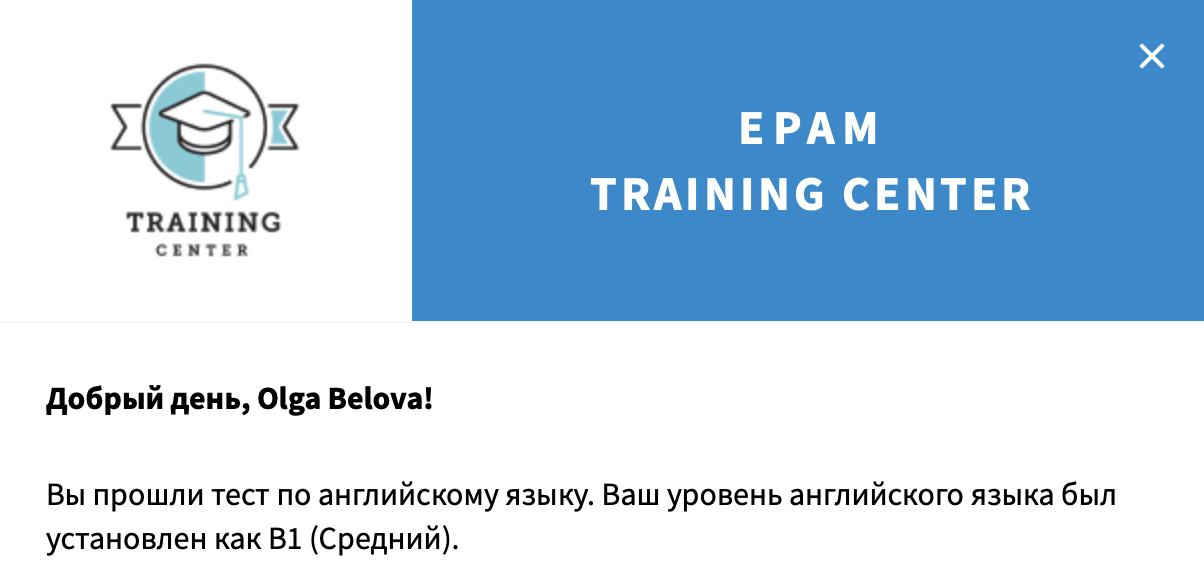 TRAINING
CENTER
EPAM
TRAINING CENTER
Добрый день, Olga Belova!
Вы прошли тест по английскому языку. Ваш уровень английского языка был
установлен как B1 (Средний).